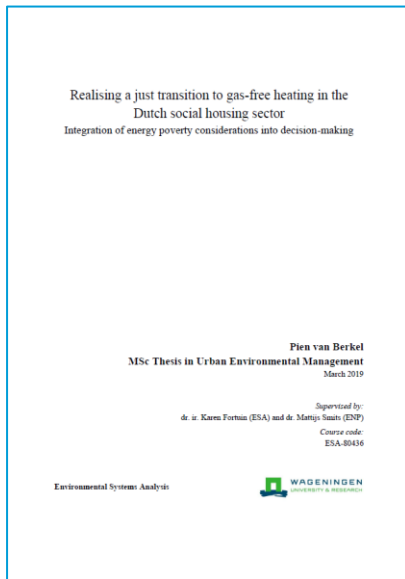 Realising a just transition to gas-free heating in the
Dutch social housing sector
Integration of energy poverty considerations into decision-making
Pien van Berkel
MSc Thesis in Urban Environmental Management
March 2019
Supervised by:
dr. ir. Karen Fortuin (ESA) and dr. Mattijs Smits (ENP)
Course code:
ESA-80436
Environmental Systems Analysis
WAGENINGEN
UNIVERSITY & RESEARCH